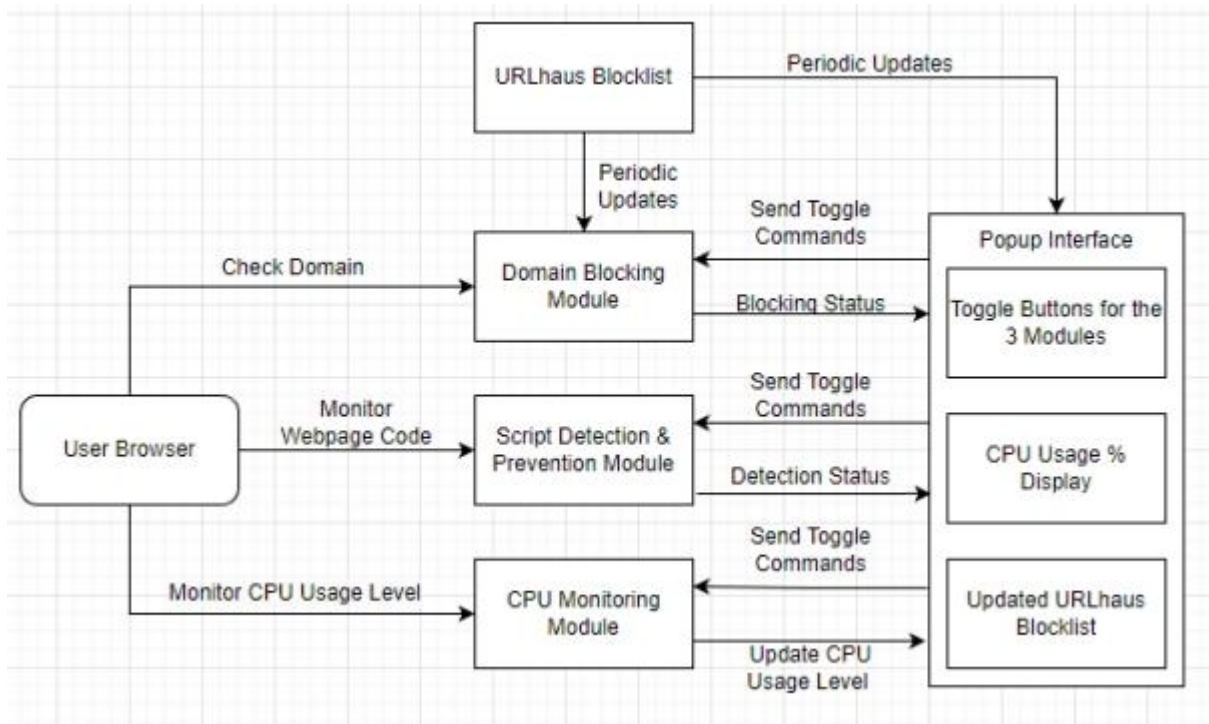 URLhaus Blocklist
Periodic Updates
Periodic
Updates
Send Toggle
Commands
Popup Interface
Check Domain
Domain Blocking
Module
Blocking Status
Toggle Buttons for the
3 Modules
User Browser
Monitor
Webpage Code
Script Detection &
Prevention Module
Send Toggle
Commands
Detection Status
CPU Usage %
Display
Send Toggle
Commands
Monitor CPU Usage Level
CPU Monitoring
Module
Update CPU
Usage Level
Updated URLhaus
Blocklist